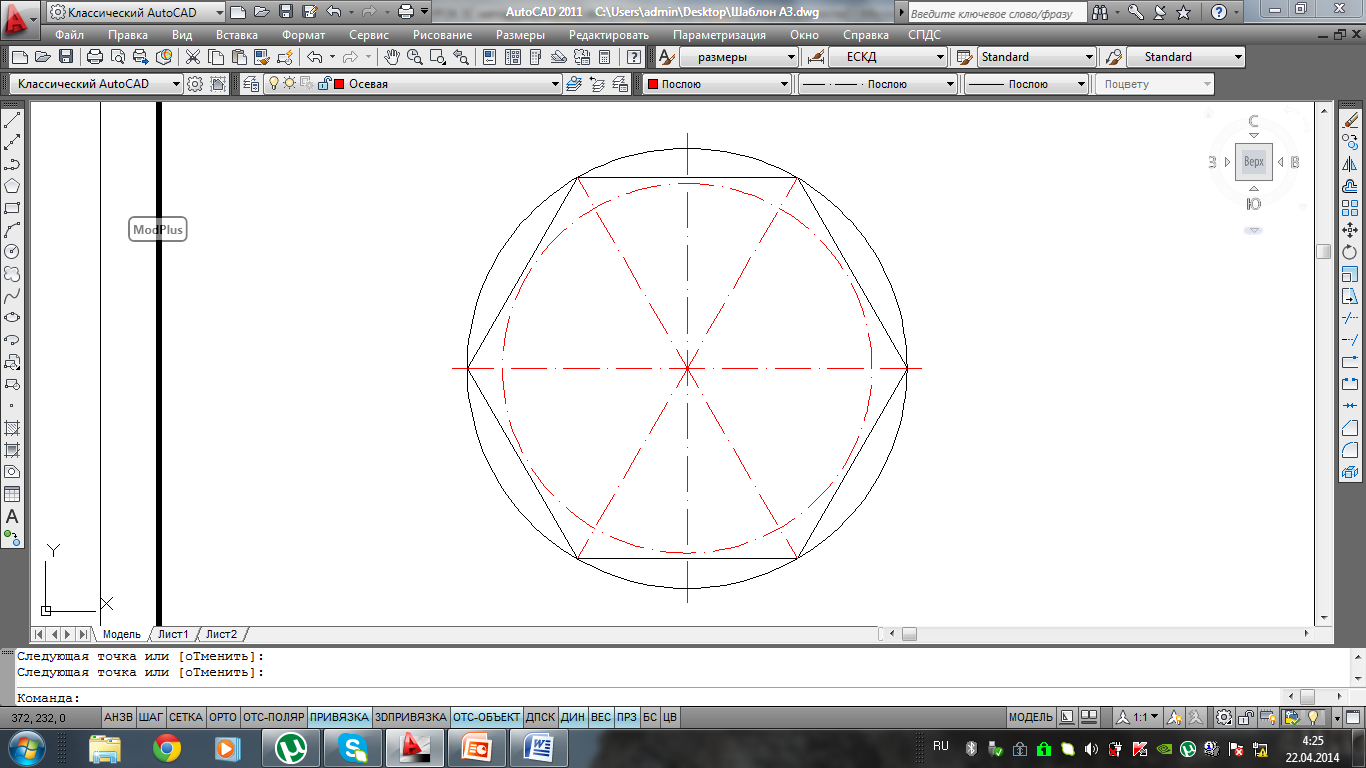 Классический AutoCAD AutoCAD 2011 C:\Users\admin\Desktop\Шаблон А3.dwg Введите ключевое слово/фразу
Файл Правка Вид Вставка Формат Сервис Рисование Размеры Редактировать Параметризация Окно Справка СПДС
размеры ЕСКД Standard Standard
Классический AutoCAD Осевая Послою Послою Послою Поцвету
С
З Верх В
Ю
ModPlus
A
Y
X
Модель Лист1 Лист2
Следующая точка или [оТменить]:
Следующая точка или [оТменить]:
Команда:
372, 232, 0 АНЗВ ШАГ СЕТКА ОРТО ОТС-ПОЛЯР ПРИВЯЗКА 3DПРИВЯЗКА ОТС-ОБЪЕКТ ДПСК ДИН ВЕС ПРЗ БС ЦВ МОДЕЛЬ 1:1
RU 4:25
22.04.2014